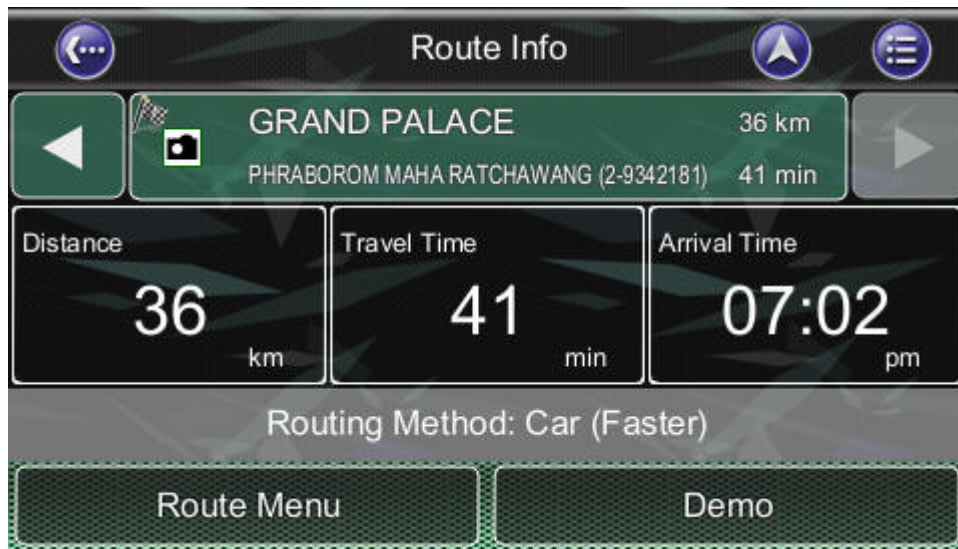 Route Info
GRAND PALACE 36 km
PHRABOROM MAHA RATCHAWANG (2-9342181) 41 min
Distance Travel Time Arrival Time
36 km 41 min 07:02 pm
Routing Method: Car (Faster)
Route Menu Demo